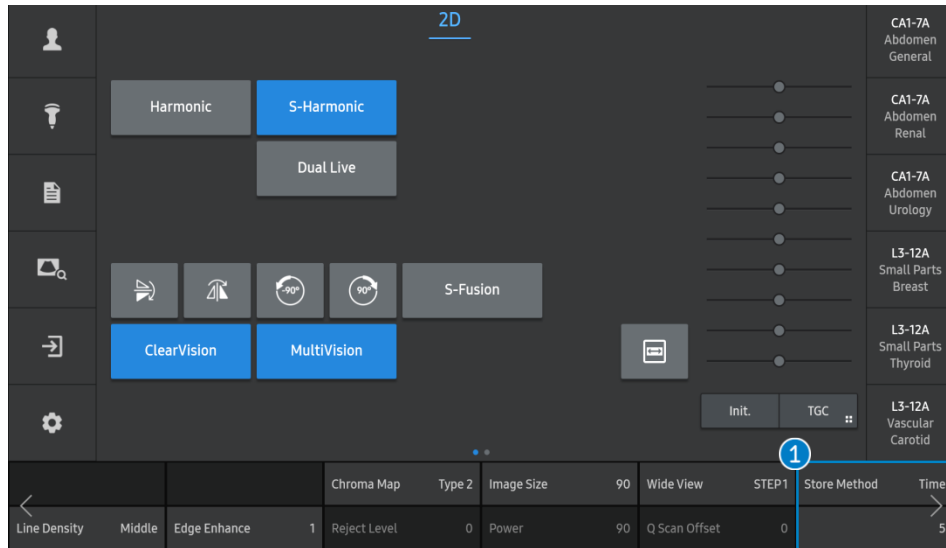 2D
Harmonic
S-Harmonic
Dual Live
-90°
90°
S-Fusion
ClearVision
MultiVision
Init.
TGC
CA1-7A
Abdomen
General
CA1-7A
Abdomen
Renal
CA1-7A
Abdomen
Urology
L3-12A
Small Parts
Breast
L3-12A
Small Parts
Thyroid
L3-12A
Vascular
Carotid
1
Chroma Map Type 2
Image Size 90
Wide View STEP1
Store Method Time
Line Density Middle
Edge Enhance 1
Reject Level 0
Power 90
Q Scan Offset 0
5